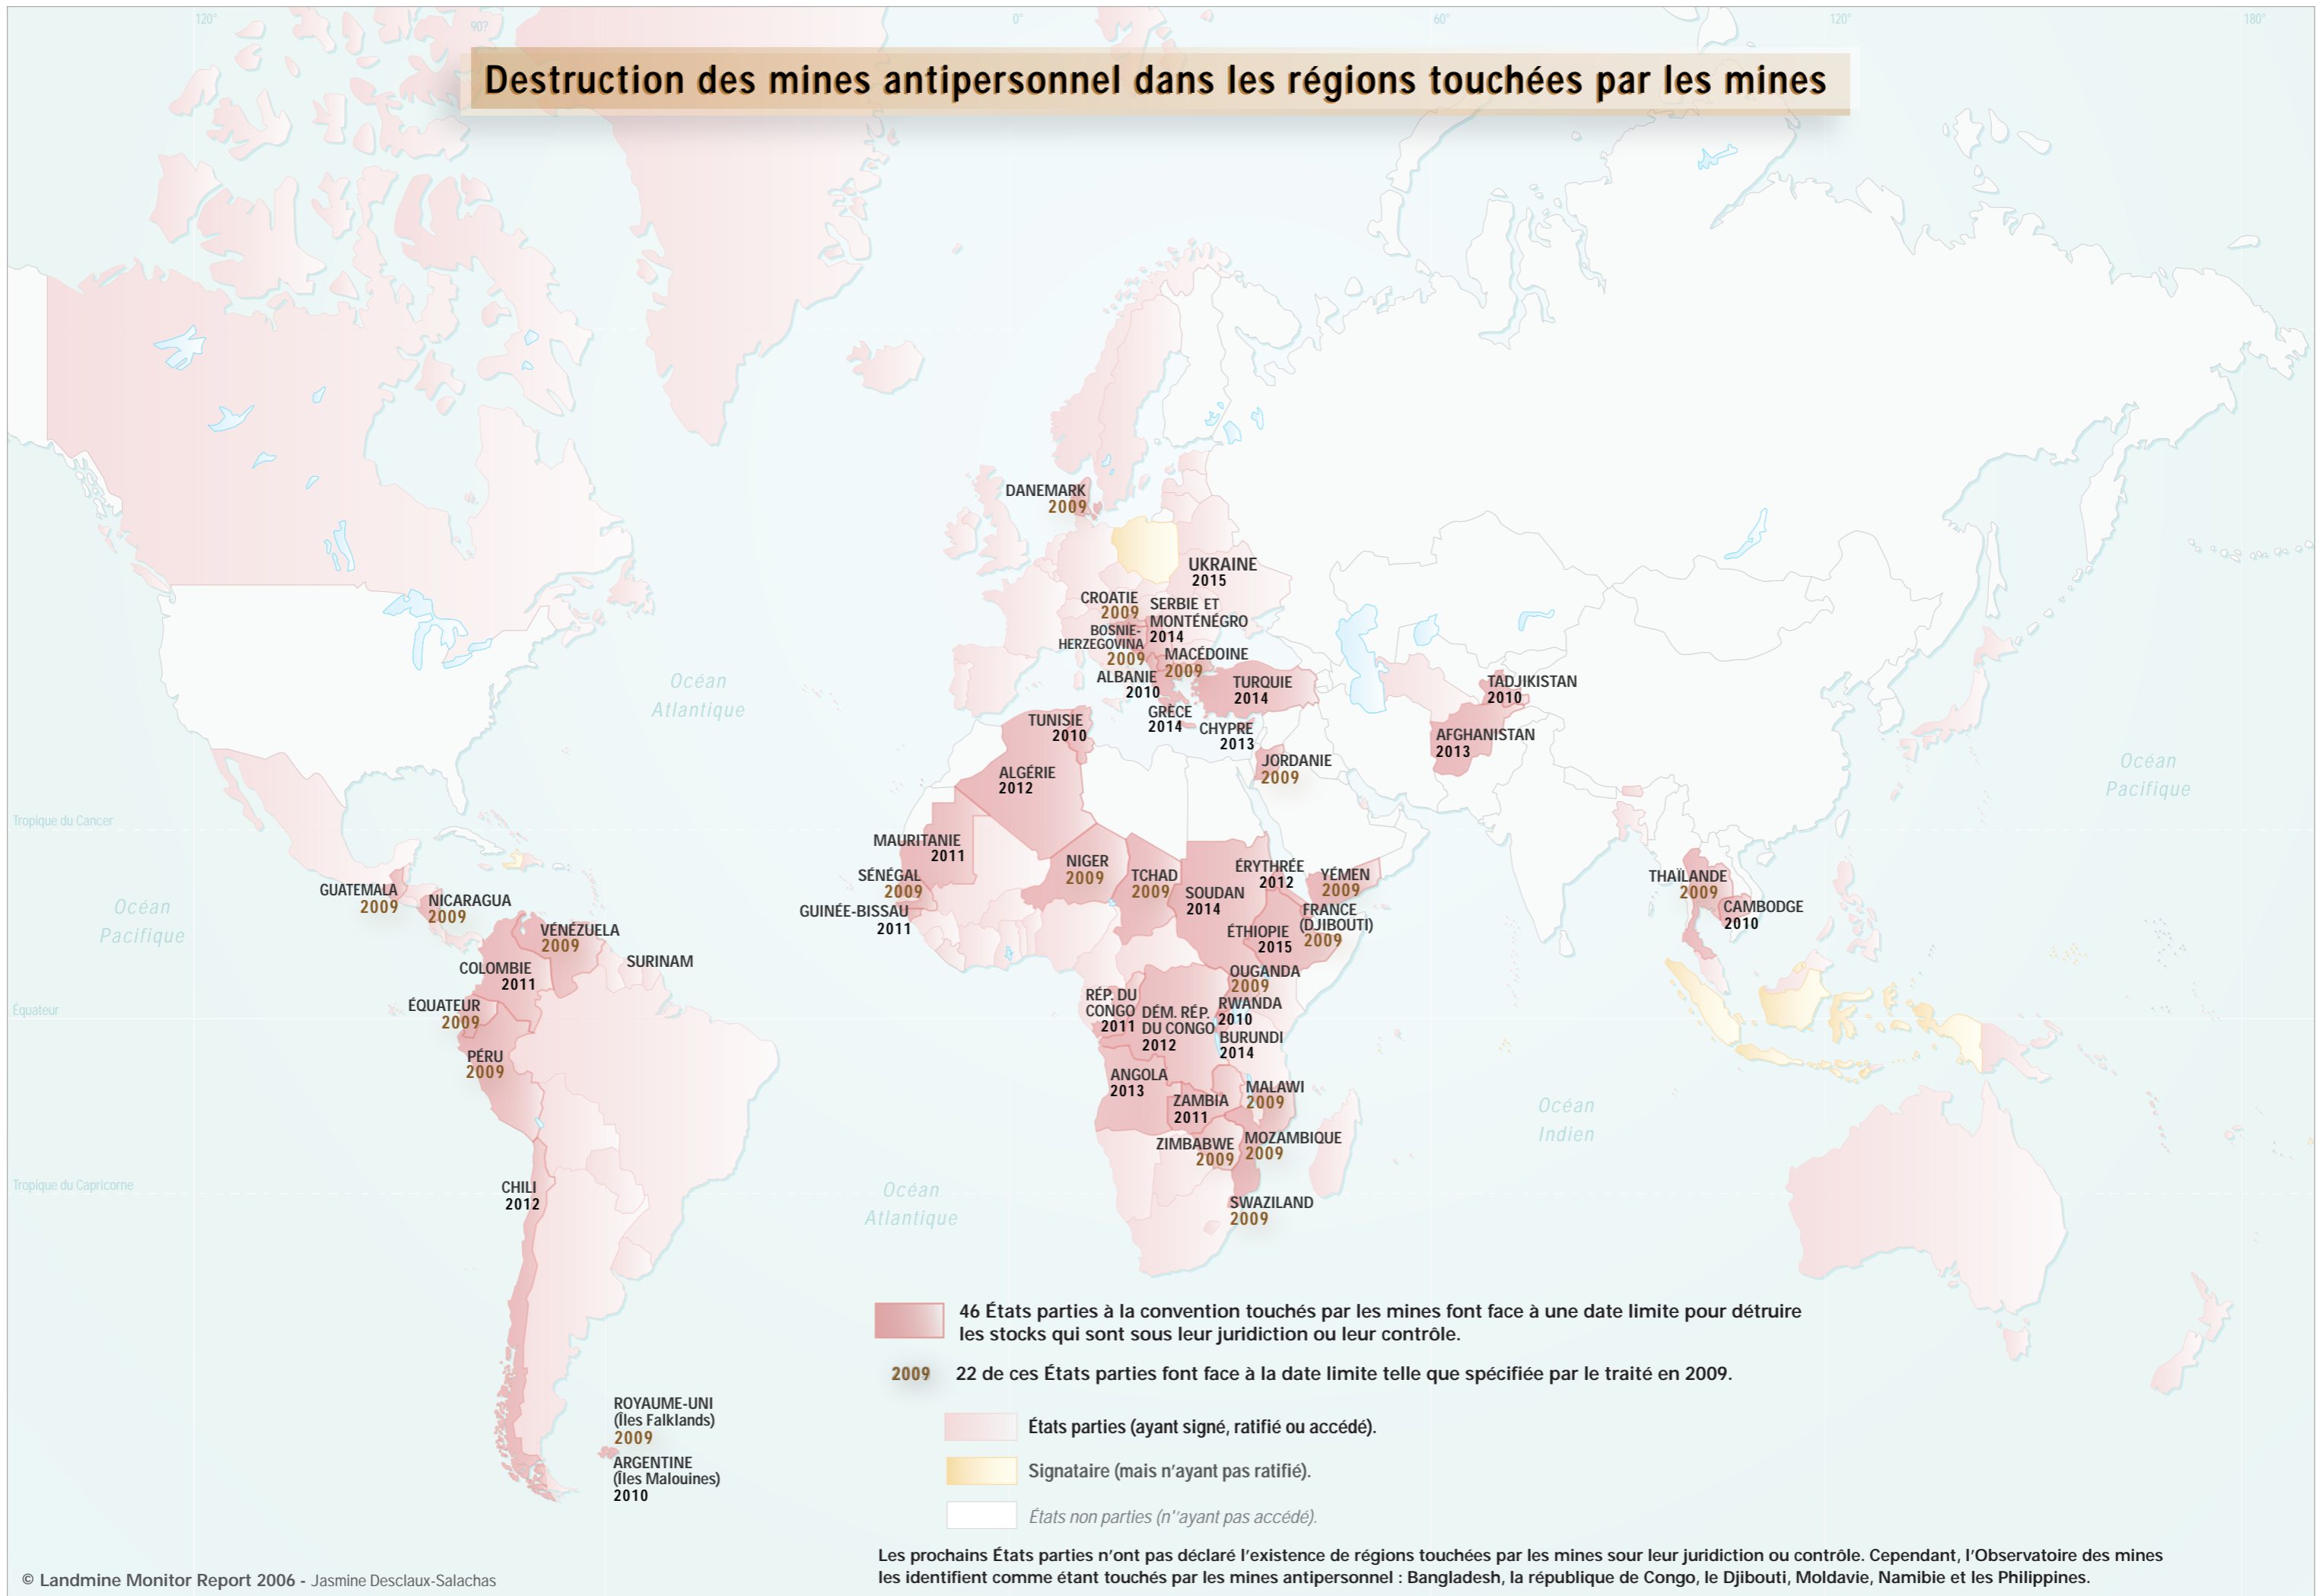 120°
90?
0°
60°
120°
180°
Destruction des mines antipersonnel dans les régions touchées par les mines
DANEMARK
2009
UKRAINE
2015
CROATIE
2009
SERBIE ET
MONTÉNÉGRO
2014
BOSNIE-
HERZEGOVINA
2009
MACÉDOINE
2009
ALBANIE
2010
TURQUIE
2014
GRÈCE
2014
CHYPRE
2013
TADJIKISTAN
2010
AFGHANISTAN
2013
JORDANIE
2009
TUNISIE
2010
ALGÉRIE
2012
Océan
Atlantique
Océan
Pacifique
Tropique du Cancer
MAURITANIE
2011
SÉNÉGAL
2009
GUINÉE-BISSAU
2011
NIGER
2009
TCHAD
2009
SOUDAN
2014
ÉRYTHRÉE
2012
YÉMEN
2009
FRANCE
(DJIBOUTI)
2009
ÉTHIOPIE
2015
THAÏLANDE
2009
CAMBODGE
2010
GUATEMALA
2009
NICARAGUA
2009
Océan
Pacifique
VÉNÉZUELA
2009
SURINAM
COLOMBIE
2011
ÉQUATEUR
2009
Équateur
PÉRU
2009
OUGANDA
2009
RÉP. DU
CONGO
2011
DÉM. RÉP.
DU CONGO
2012
RWANDA
2010
BURUNDI
2014
ANGOLA
2013
MALAWI
2009
ZAMBIA
2011
ZIMBABWE
2009
MOZAMBIQUE
2009
SWAZILAND
2009
Océan
Indien
Tropique du Capricorne
CHILI
2012
Océan
Atlantique
46 États parties à la convention touchés par les mines font face à une date limite pour détruire
les stocks qui sont sous leur juridiction ou leur contrôle.
2009 22 de ces États parties font face à la date limite telle que spécifiée par le traité en 2009.
États parties (ayant signé, ratifié ou accédé).
Signataire (mais n'ayant pas ratifié).
États non parties (n''ayant pas accédé).
ROYAUME-UNI
(Îles Falklands)
2009
ARGENTINE
(Îles Malouines)
2010
Les prochains États parties n'ont pas déclaré l'existence de régions touchées par les mines sour leur juridiction ou contrôle. Cependant, l'Observatoire des mines
les identifient comme étant touchés par les mines antipersonnel : Bangladesh, la république de Congo, le Djibouti, Moldavie, Namibie et les Philippines.
© Landmine Monitor Report 2006 - Jasmine Desclaux-Salachas